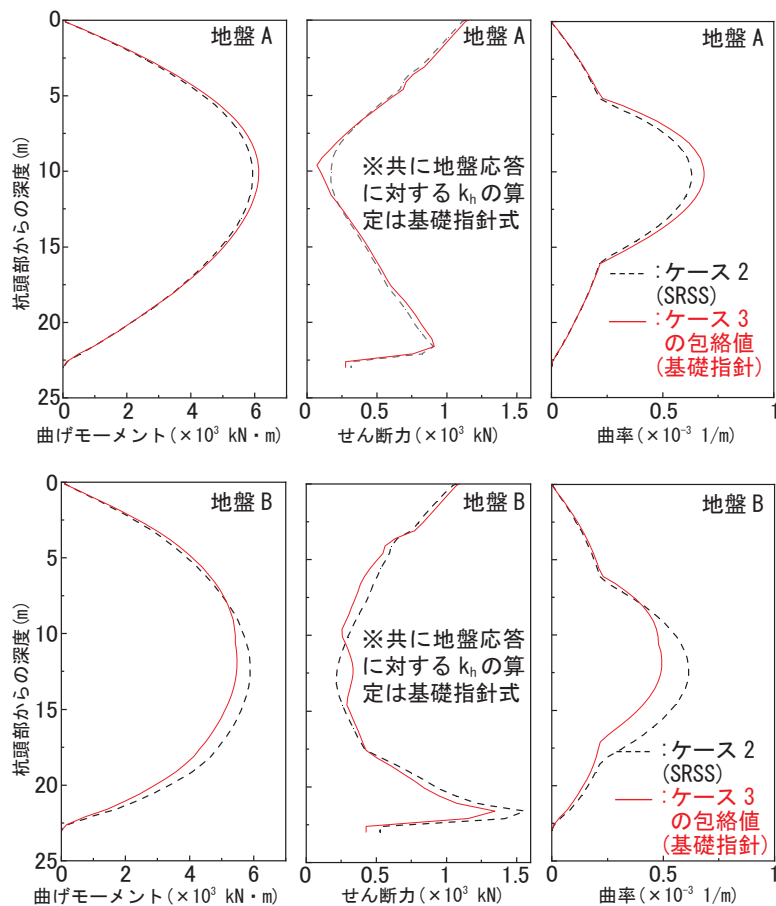 地盤 A
地盤 A
地盤 A
0
5
10
15
20
25
杭頭部からの深度(m)
※共に地盤応答
に対する kₕの算
定は基礎指針式
:ケース 2
(SRSS)
:ケース 3
の包絡値
(基礎指針)
0 2 4 6
0 0.5 1 1.5
0 0.5 1
曲げモーメント(×10³ kN・m)
せん断力(×10³ kN)
曲率(×10⁻³ 1/m)
地盤 B
地盤 B
地盤 B
0
5
10
15
20
25
杭頭部からの深度(m)
※共に地盤応答
に対する kₕの算
定は基礎指針式
:ケース 2
(SRSS)
:ケース 3
の包絡値
(基礎指針)
0 2 4 6
0 0.5 1 1.5
0 0.5 1
曲げモーメント(×10³ kN・m)
せん断力(×10³ kN)
曲率(×10⁻³ 1/m)